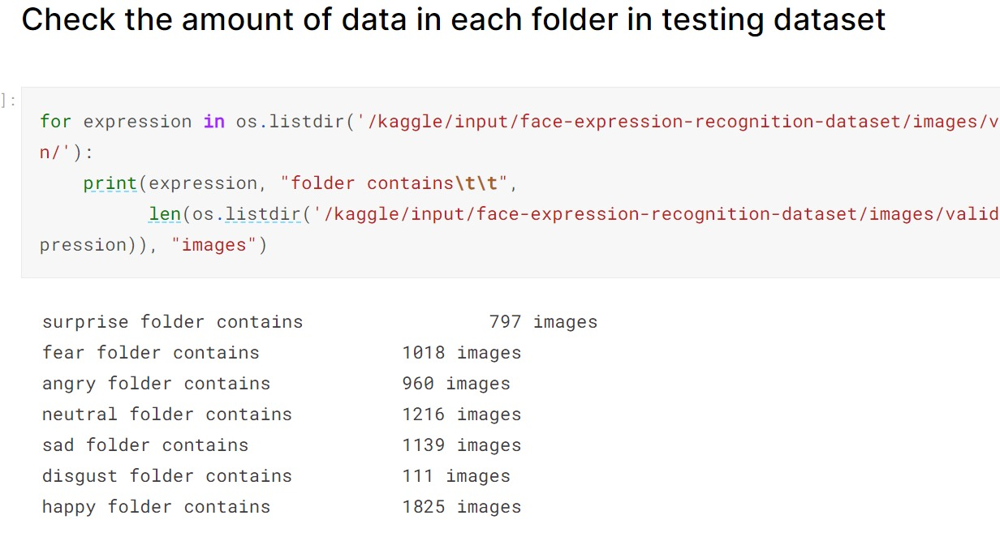 Check the amount of data in each folder in testing dataset
]:
for expression in os.listdir('/kaggle/input/face-expression-recognition-dataset/images/v
n/'):
print(expression, "folder contains\t\t",
len(os.listdir('/kaggle/input/face-expression-recognition-dataset/images/valid
pression)), "images")
surprise folder contains 797 images
fear folder contains 1018 images
angry folder contains 960 images
neutral folder contains 1216 images
sad folder contains 1139 images
disgust folder contains 111 images
happy folder contains 1825 images